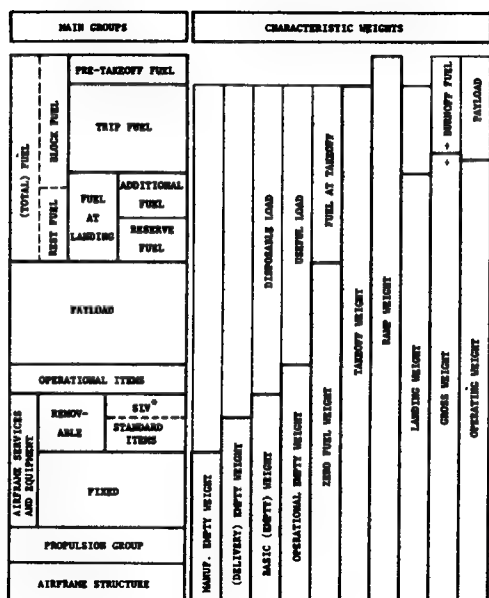 MAIN GROUPS
CHARACTERISTIC WEIGHTS
PRE-TAKEOFF FUEL
TRIP FUEL
(TOTAL) FUEL
BLOCK FUEL
REST FUEL
FUEL
AT
LANDING
ADDITIONAL
FUEL
RESERVE
FUEL
PAYLOAD
OPERATIONAL ITEMS
AIRFRAME SERVICES
AND EQUIPMENT
REMOV-
ABLE
SLV*
STANDARD
ITEMS
FIXED
PROPULSION GROUP
AIRFRAME STRUCTURE
MANUF. EMPTY WEIGHT
(DELIVERY) EMPTY WEIGHT
DISPOSABLE LOAD
BASIC (EMPTY) WEIGHT
USEFUL LOAD
OPERATIONAL EMPTY WEIGHT
FUEL AT TAKEOFF
ZERO FUEL WEIGHT
TAKEOFF WEIGHT
RAMP WEIGHT
LANDING WEIGHT
÷ + BURNOFF FUEL
GROSS WEIGHT
PAYLOAD
OPERATING WEIGHT